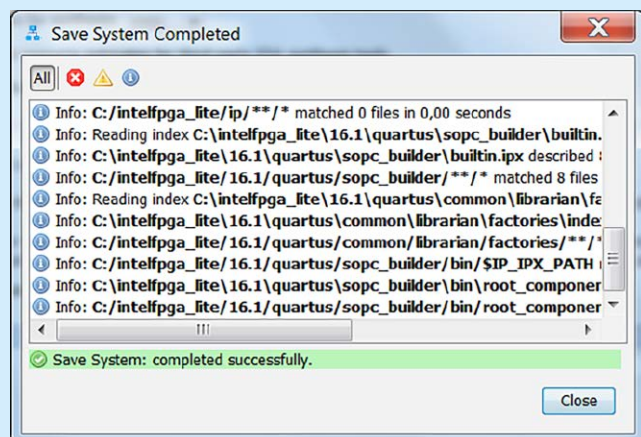 Save System Completed
All
Info: C:/intelfpga_lite/ip/**/* matched 0 files in 0,00 seconds
Info: Reading index C:\intelfpga_lite\16.1\quartus\sopc_builder\builtin.
Info: C:\intelfpga_lite\16.1\quartus\sopc_builder\builtin.ipx described
Info: C:/intelfpga_lite/16.1/quartus/sopc_builder/**/* matched 8 files
Info: Reading index C:\intelfpga_lite\16.1\quartus\common\librarian\fa
Info: C:\intelfpga_lite\16.1\quartus\common\librarian\factories\index
Info: C:/intelfpga_lite/16.1/quartus/common/librarian/factories/**/*
Info: C:/intelfpga_lite/16.1/quartus/sopc_builder/bin/$IP_IPX_PATH
Info: C:\intelfpga_lite\16.1\quartus\sopc_builder\bin\root_componen
Info: C:/intelfpga_lite/16.1/quartus/sopc_builder/bin/root_componen
Save System: completed successfully.
Close